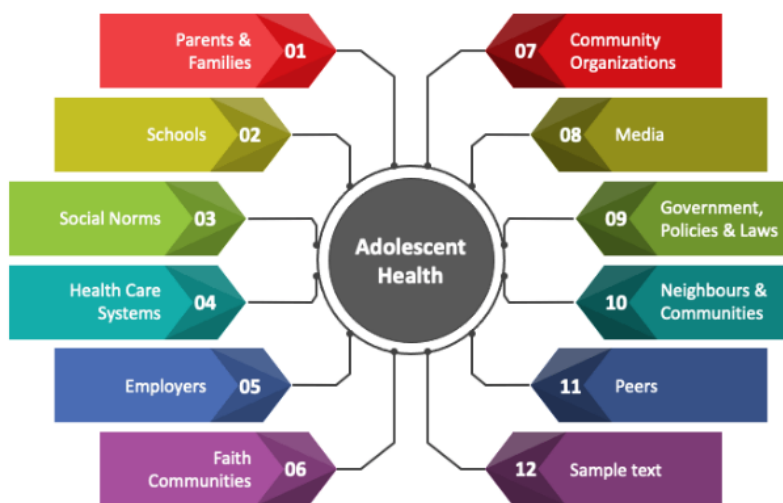 Parents &
Families
01
Schools
02
Social Norms
03
Health Care
Systems
04
Employers
05
Faith
Communities
06
Adolescent
Health
07
Community
Organizations
08
Media
09
Government,
Policies & Laws
10
Neighbours &
Communities
11
Peers
12
Sample text